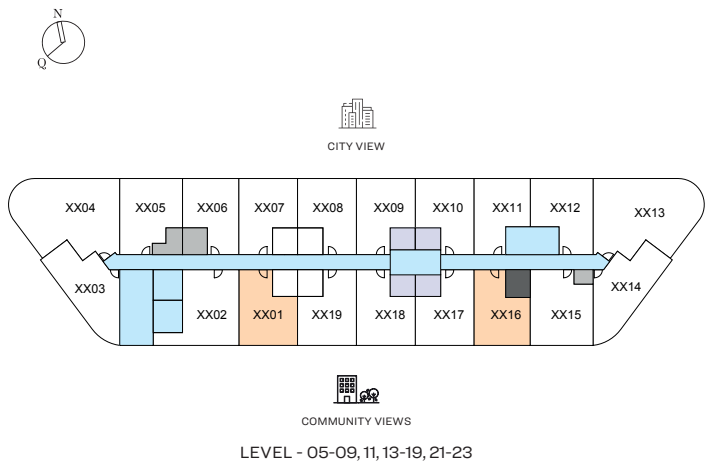 N
Q
CITY VIEW
XX04 XX05 XX06 XX07 XX08 XX09 XX10 XX11 XX12 XX13
XX03 XX14
XX02 XX01 XX19 XX18 XX17 XX16 XX15
COMMUNITY VIEWS
LEVEL - 05-09, 11, 13-19, 21-23